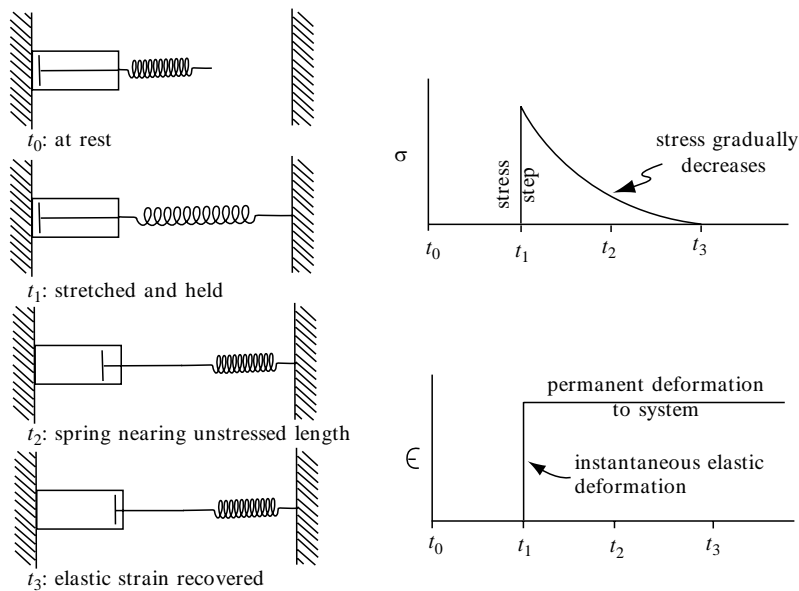 t0: at rest
t1: stretched and held
t2: spring nearing unstressed length
t3: elastic strain recovered
σ
stress
step
stress gradually
decreases
t0
t1
t2
t3
ϵ
permanent deformation
to system
instantaneous elastic
deformation
t0
t1
t2
t3